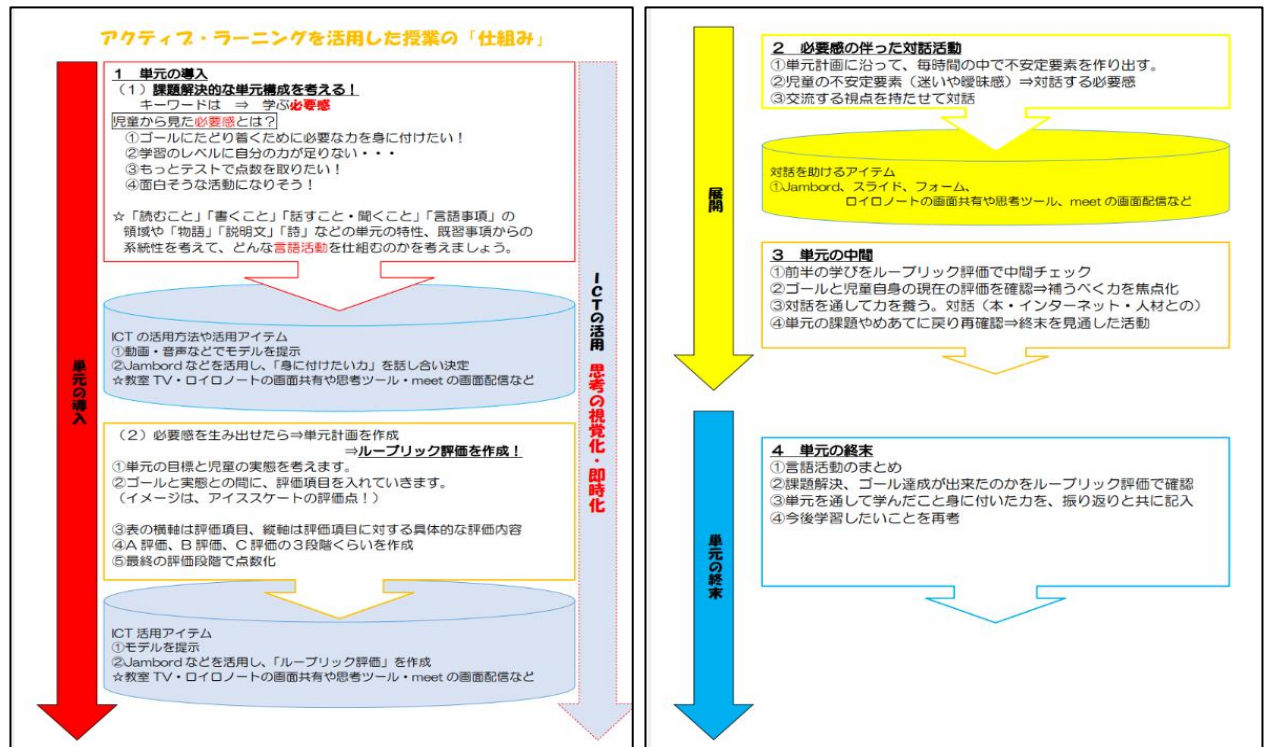 アクティブ・ラーニングを活用した授業の「仕組み」
単元の導入
1 単元の導入
（1）課題解決的な単元構成を考える！
キーワードは ⇒ 学ぶ必要感
児童から見た必要感とは？
①ゴールにたどり着くために必要な力を身に付けたい！
②学習のレベルに自分の力が足りない・・・
③もっとテストで点数を取りたい！
④面白そうな活動になりそう！
☆「読むこと」「書くこと」「話すこと・聞くこと」「言語事項」の
領域や「物語」「説明文」「詩」などの単元の特性、既習事項からの
系統性を考えて、どんな言語活動を仕組むのかを考えましょう。
ICTの活用方法や活用アイテム
①動画・音声などでモデルを提示
②Jambordなどを活用し、「身に付けたい力」を話し合い決定
☆教室TV・ロイロノートの画面共有や思考ツール・meetの画面配信など
（2）必要感を生み出せたら⇒単元計画を作成
⇒ルーブリック評価を作成！
①単元の目標と児童の実態を考えます。
②ゴールと実態との間に、評価項目を入れていきます。
（イメージは、アイススケートの評価点！）
③表の横軸は評価項目、縦軸は評価項目に対する具体的な評価内容
④A評価、B評価、C評価の3段階くらいを作成
⑤最終の評価段階で点数化
ICT活用アイテム
①モデルを提示
②Jambordなどを活用し、「ルーブリック評価」を作成
☆教室TV・ロイロノートの画面共有や思考ツール・meetの画面配信など
ICTの活用 思考の視覚化・即時化
展開
2 必要感の伴った対話活動
①単元計画に沿って、毎時間の中で不安定要素を作り出す。
②児童の不安定要素（迷いや曖昧感）⇒対話する必要感
③交流する視点を持たせて対話
対話を助けるアイテム
①Jambord、スライド、フォーム、
ロイロノートの画面共有や思考ツール、meetの画面配信など
3 単元の中間
①前半の学びをルーブリック評価で中間チェック
②ゴールと児童自身の現在の評価を確認⇒補うべく力を焦点化
③対話を通して力を養う。対話（本・インターネット・人材との）
④単元の課題やめあてに戻り再確認⇒終末を見通した活動
単元の終末
4 単元の終末
①言語活動のまとめ
②課題解決、ゴール達成が出来たのかをルーブリック評価で確認
③単元を通して学んだこと身に付いた力を、振り返りと共に記入
④今後学習したいことを再考